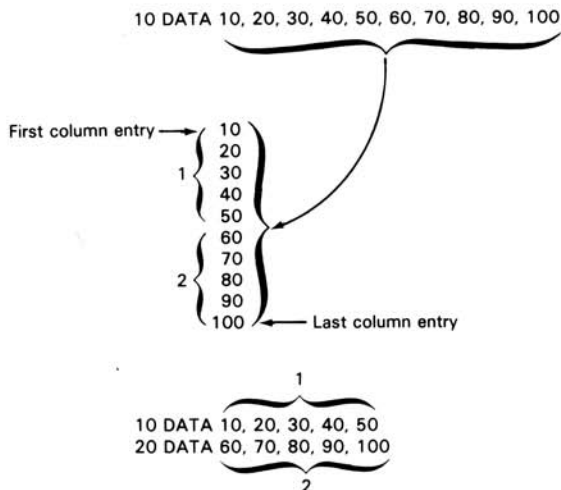 10 DATA 10, 20, 30, 40, 50, 60, 70, 80, 90, 100
First column entry
10
20
1
30
40
50
60
70
2
80
90
100
Last column entry
1
10 DATA 10, 20, 30, 40, 50
20 DATA 60, 70, 80, 90, 100
2